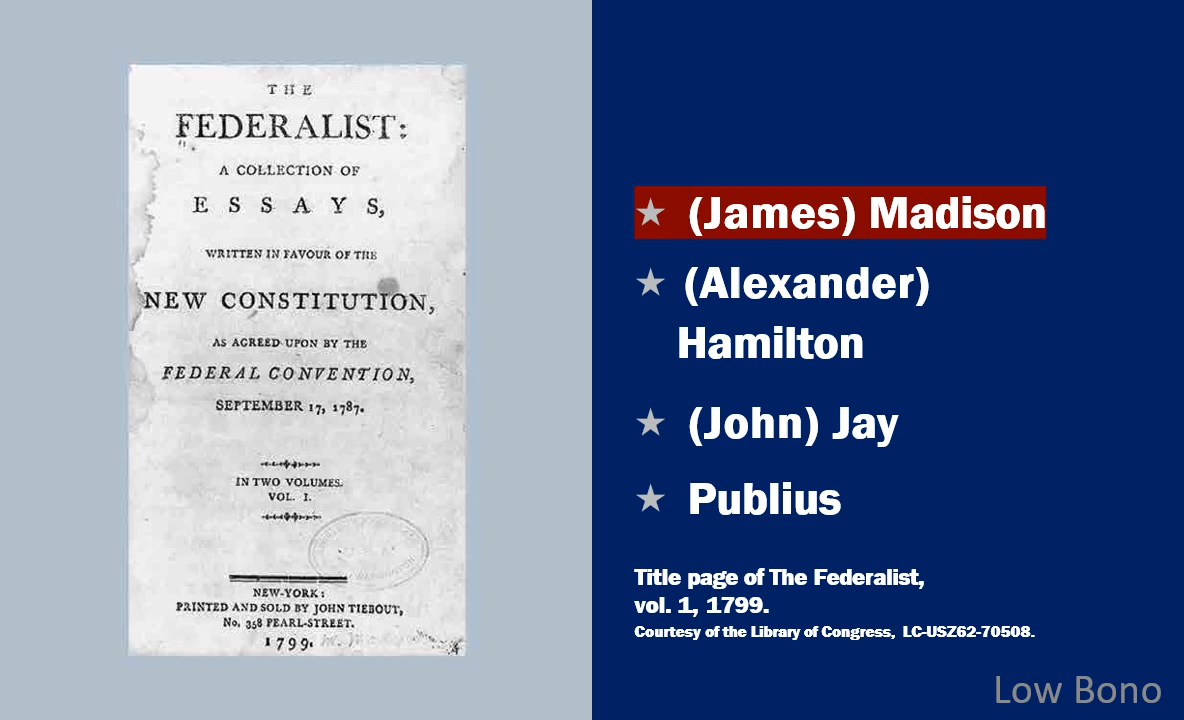 THE
FEDERALIST:
A COLLECTION OF
ESSAYS,
WRITTEN IN FAVOUR OF THE
NEW CONSTITUTION,
AS AGREED UPON BY THE
FEDERAL CONVENTION,
SEPTEMBER 17, 1787.
IN TWO VOLUMES.
VOL. I.
NEW-YORK:
PRINTED AND SOLD BY JOHN TIEBOUT,
No. 358 PEARL-STREET.
1799.
★ (James) Madison
★ (Alexander)
Hamilton
★ (John) Jay
★ Publius
Title page of The Federalist,
vol. 1, 1799.
Courtesy of the Library of Congress, LC-USZ62-70508.
Low Bono